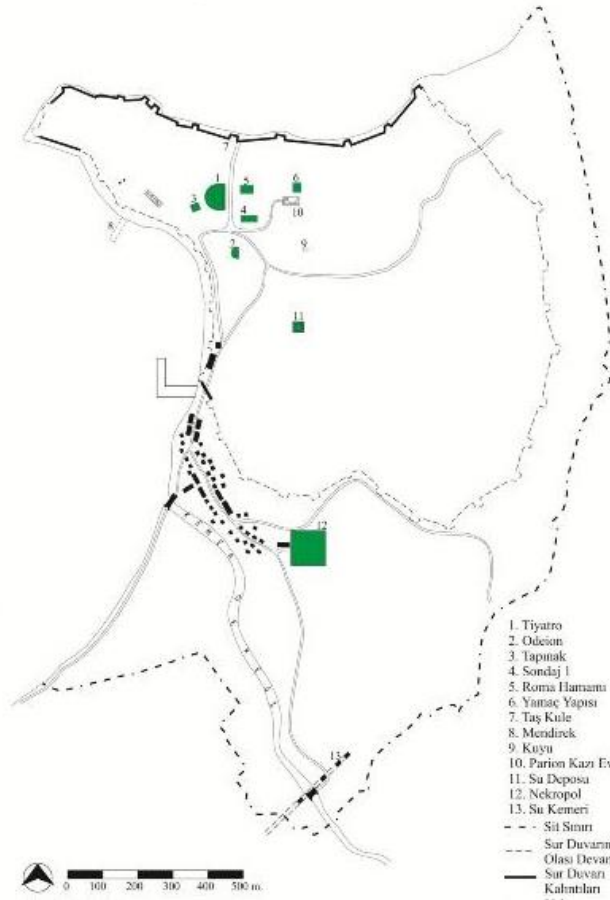 7
1
5
6
3
4
10
8
2
9
11
12
13
1. Tiyatro
2. Odeion
3. Tapınak
4. Sondaj 1
5. Roma Hamamı
6. Yamaç Yapısı
7. Taş Kule
8. Mendirek
9. Kuyu
10. Parion Kazı Ev
11. Su Deposu
12. Nekropol
13. Su Kemeri
Sit Sınırı
Sur Duvarın
Olası Devan
Sur Duvarı
Kalıntıları
0 100 200 300 400 500 m.